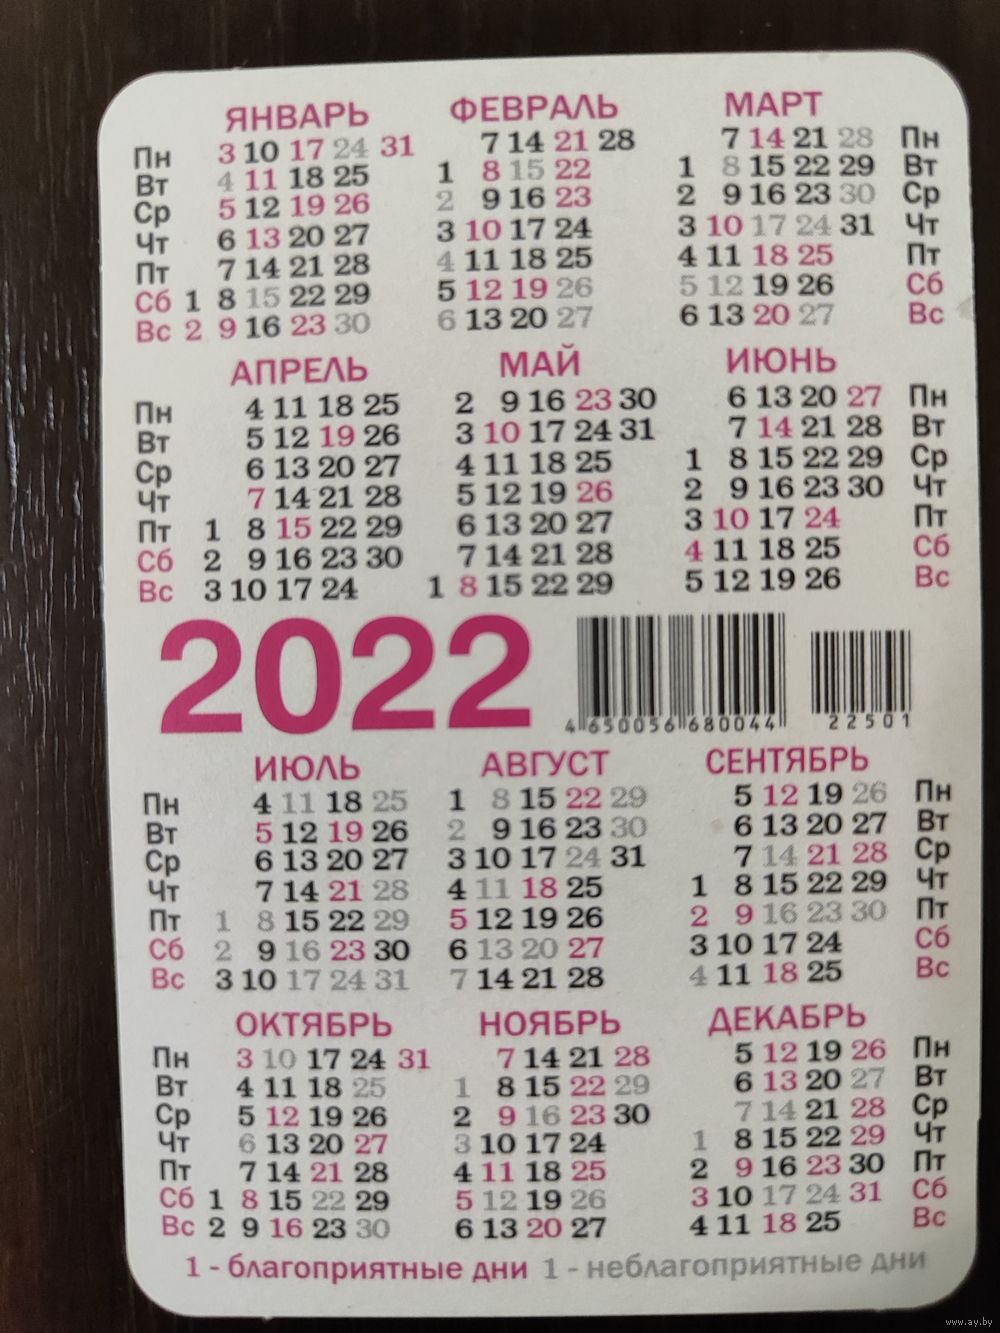 ЯНВАРЬ ФЕВРАЛЬ МАРТ
Пн 3 10 17 24 31 7 14 21 28 7 14 21 28 Пн
Вт 4 11 18 25 1 8 15 22 1 8 15 22 29 Вт
Ср 5 12 19 26 2 9 16 23 2 9 16 23 30 Ср
Чт 6 13 20 27 3 10 17 24 3 10 17 24 31 Чт
Пт 7 14 21 28 4 11 18 25 4 11 18 25 Пт
Сб 1 8 15 22 29 5 12 19 26 5 12 19 26 Сб
Вс 2 9 16 23 30 6 13 20 27 6 13 20 27 Вс
АПРЕЛЬ МАЙ ИЮНЬ
Пн 4 11 18 25 2 9 16 23 30 6 13 20 27 Пн
Вт 5 12 19 26 3 10 17 24 31 7 14 21 28 Вт
Ср 6 13 20 27 4 11 18 25 1 8 15 22 29 Ср
Чт 7 14 21 28 5 12 19 26 2 9 16 23 30 Чт
Пт 1 8 15 22 29 6 13 20 27 3 10 17 24 Пт
Сб 2 9 16 23 30 7 14 21 28 4 11 18 25 Сб
Вс 3 10 17 24 1 8 15 22 29 5 12 19 26 Вс
2022
4 650056 680044 22501
ИЮЛЬ АВГУСТ СЕНТЯБРЬ
Пн 4 11 18 25 1 8 15 22 29 5 12 19 26 Пн
Вт 5 12 19 26 2 9 16 23 30 6 13 20 27 Вт
Ср 6 13 20 27 3 10 17 24 31 7 14 21 28 Ср
Чт 7 14 21 28 4 11 18 25 1 8 15 22 29 Чт
Пт 1 8 15 22 29 5 12 19 26 2 9 16 23 30 Пт
Сб 2 9 16 23 30 6 13 20 27 3 10 17 24 Сб
Вс 3 10 17 24 31 7 14 21 28 4 11 18 25 Вс
ОКТЯБРЬ НОЯБРЬ ДЕКАБРЬ
Пн 3 10 17 24 31 7 14 21 28 5 12 19 26 Пн
Вт 4 11 18 25 1 8 15 22 29 6 13 20 27 Вт
Ср 5 12 19 26 2 9 16 23 30 7 14 21 28 Ср
Чт 6 13 20 27 3 10 17 24 1 8 15 22 29 Чт
Пт 7 14 21 28 4 11 18 25 2 9 16 23 30 Пт
Сб 1 8 15 22 29 5 12 19 26 3 10 17 24 31 Сб
Вс 2 9 16 23 30 6 13 20 27 4 11 18 25 Вс
1 - благоприятные дни 1 - неблагоприятные дни
www.ay.by